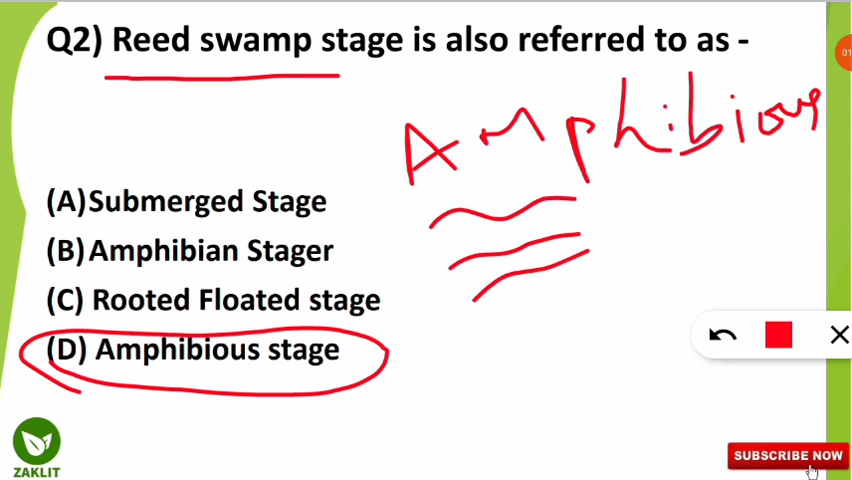 Q2) Reed swamp stage is also referred to as -
Amphibious
(A)Submerged Stage
(B)Amphibian Stager
(C) Rooted Floated stage
(D) Amphibious stage
ZAKLIT
SUBSCRIBE NOW
01